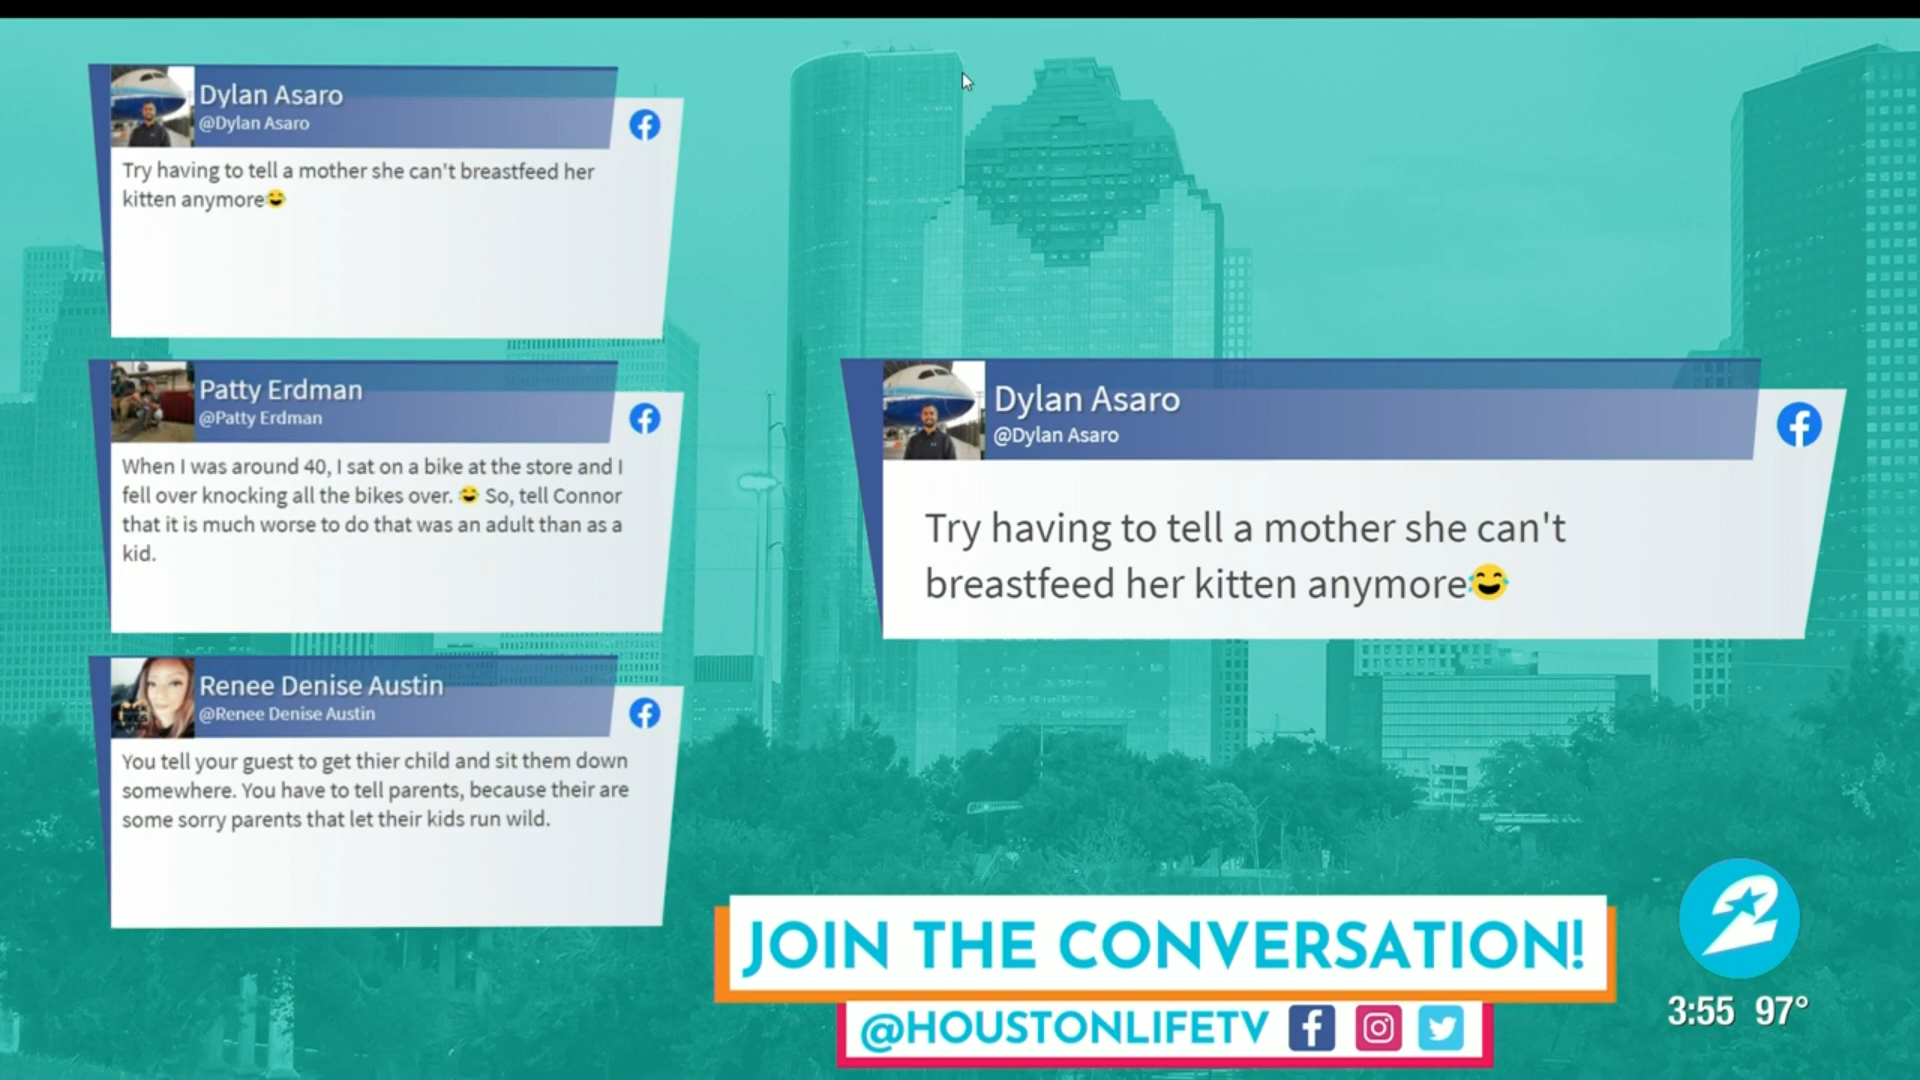 Dylan Asaro
@Dylan Asaro
Try having to tell a mother she can't breastfeed her
kitten anymore😂
Patty Erdman
@Patty Erdman
When I was around 40, I sat on a bike at the store and I
fell over knocking all the bikes over. 😂 So, tell Connor
that it is much worse to do that was an adult than as a
kid.
Renee Denise Austin
@Renee Denise Austin
You tell your guest to get thier child and sit them down
somewhere. You have to tell parents, because their are
some sorry parents that let their kids run wild.
Dylan Asaro
@Dylan Asaro
Try having to tell a mother she can't
breastfeed her kitten anymore😂
JOIN THE CONVERSATION!
@HOUSTONLIFETV
2
3:55 97°